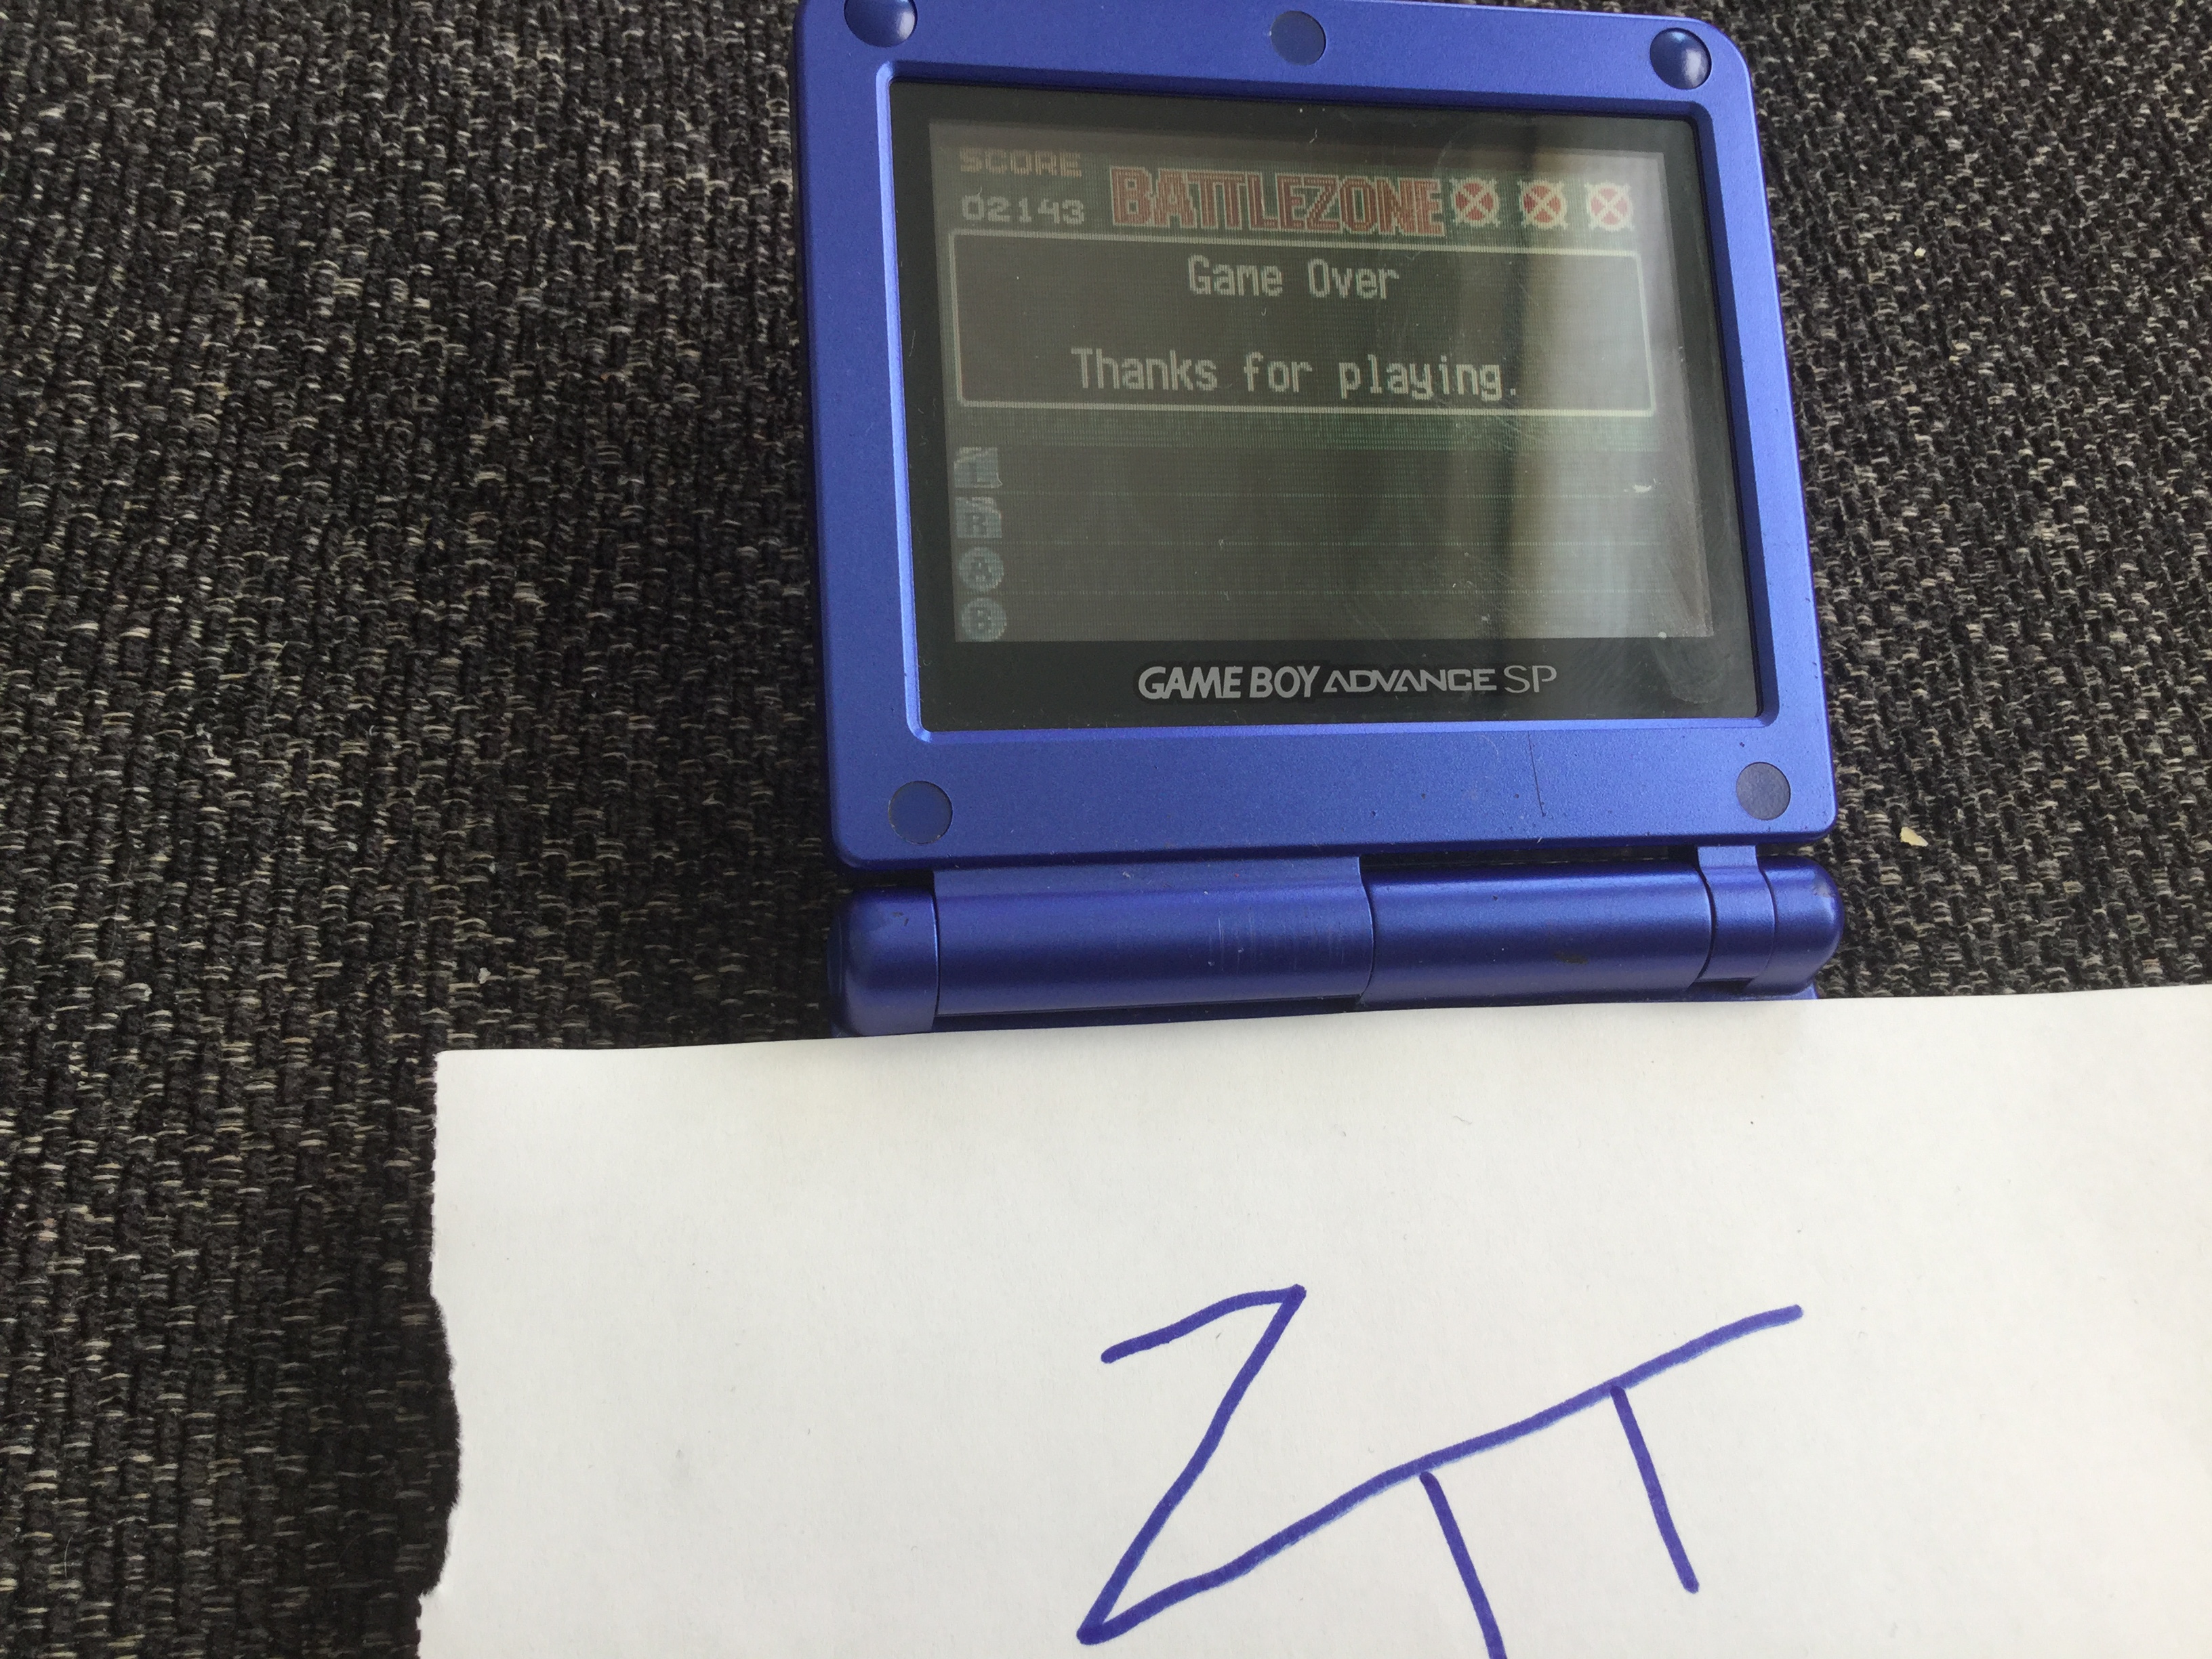 SCORE
02143 BATTLEZONE
Game Over
Thanks for playing.
L
R
A
B
GAME BOY ADVANCE SP
ZTT